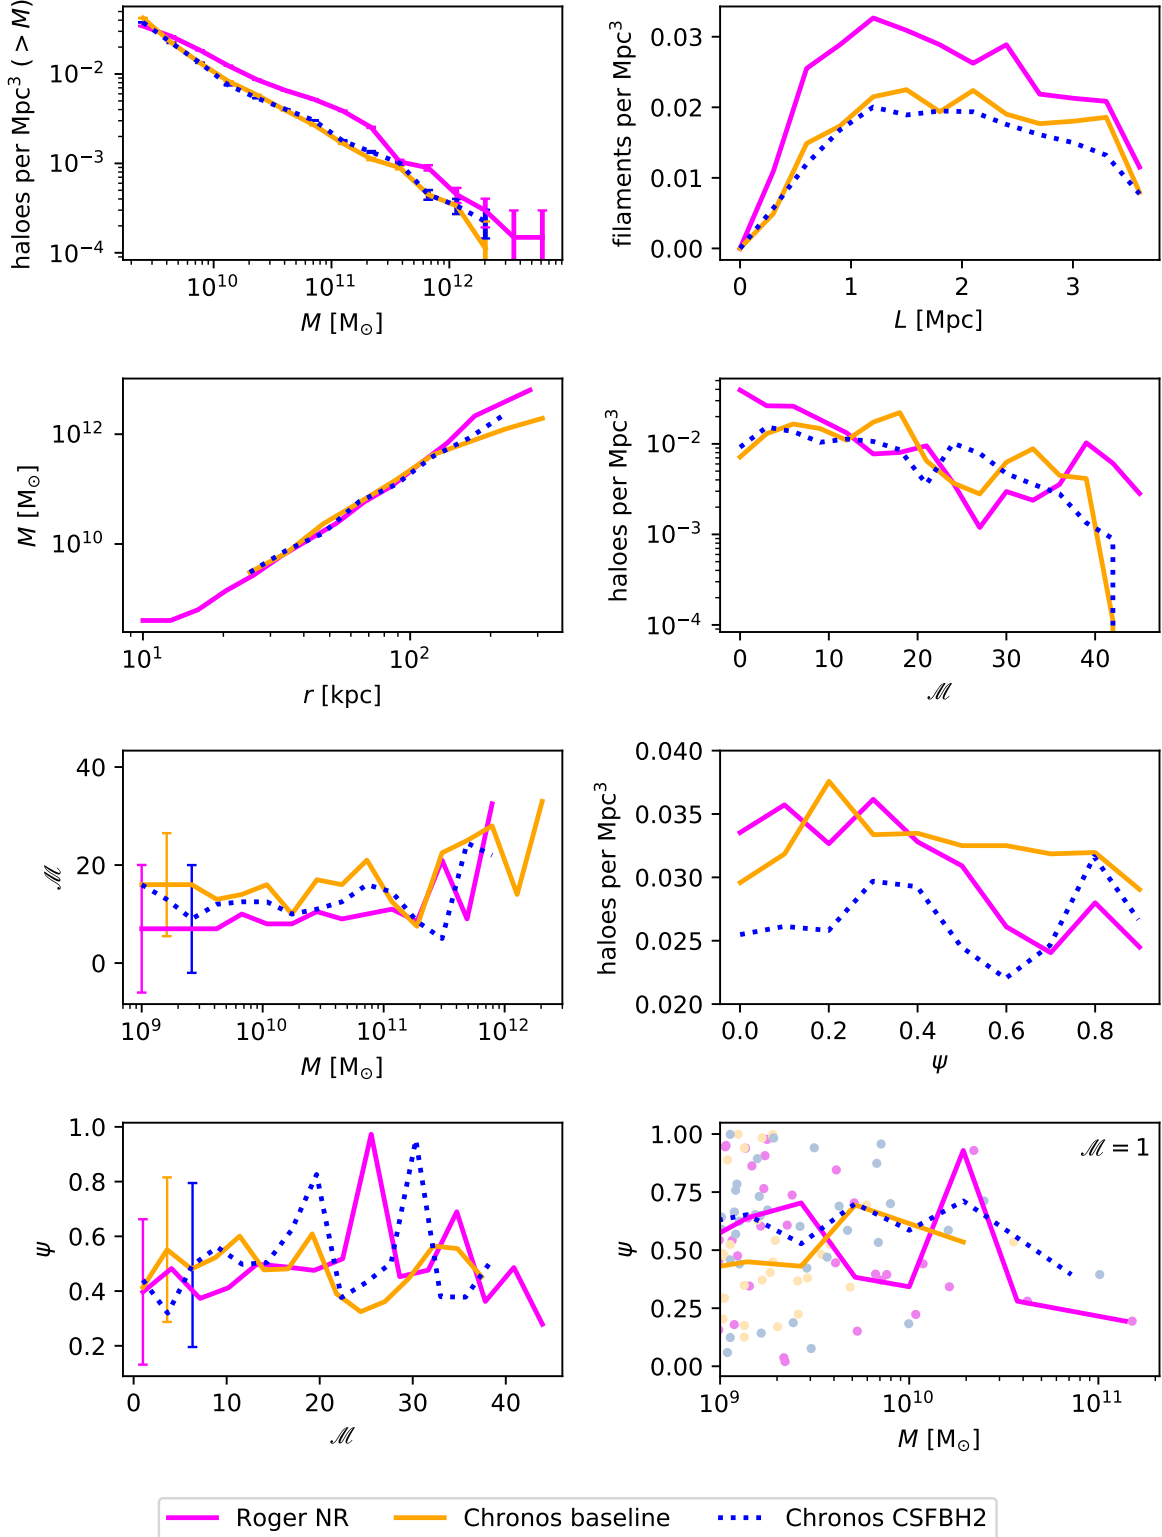 haloes per Mpc³ (> M)
10⁻²
10⁻³
10⁻⁴
10¹⁰ 10¹¹ 10¹²
M [M☉]
filaments per Mpc³
0.03
0.02
0.01
0.00
0 1 2 3
L [Mpc]
M [M☉]
10¹²
10¹⁰
10¹ 10²
r [kpc]
haloes per Mpc³
10⁻²
10⁻³
10⁻⁴
0 10 20 30 40
ℳ
ℳ
40
20
0
10⁹ 10¹⁰ 10¹¹ 10¹²
M [M☉]
haloes per Mpc³
0.040
0.035
0.030
0.025
0.020
0.0 0.2 0.4 0.6 0.8
ψ
ψ
1.0
0.8
0.6
0.4
0.2
0 10 20 30 40
ℳ
ψ
1.00
0.75
0.50
0.25
0.00
ℳ = 1
10⁹ 10¹⁰ 10¹¹
M [M☉]
Roger NR Chronos baseline Chronos CSFBH2